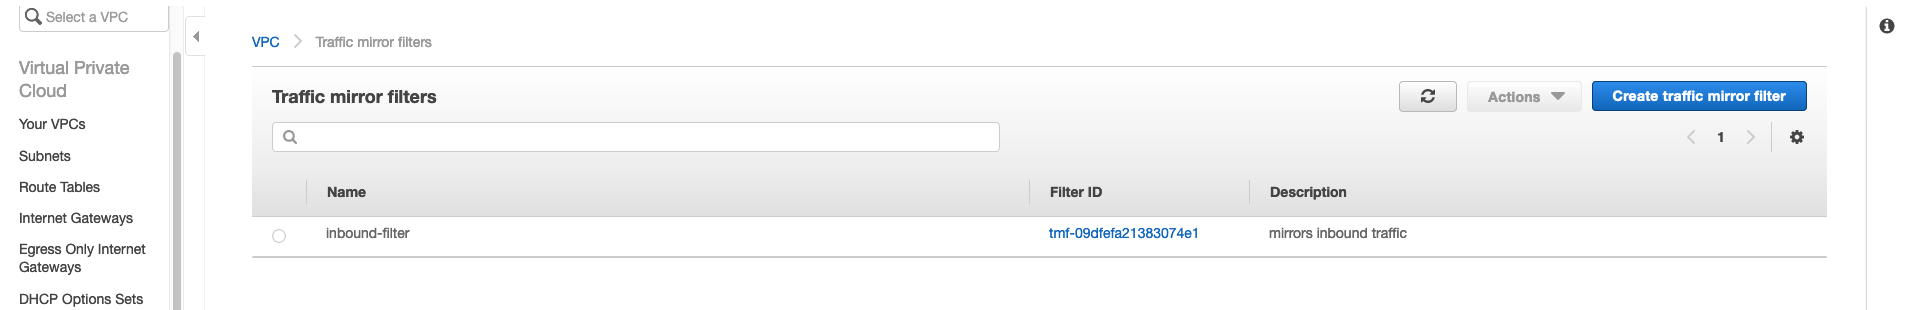 Select a VPC
Virtual Private
Cloud
Your VPCs
Subnets
Route Tables
Internet Gateways
Egress Only Internet
Gateways
DHCP Options Sets
VPC Traffic mirror filters
Traffic mirror filters
Actions
Create traffic mirror filter
1
Name Filter ID Description
inbound-filter tmf-09dfefa21383074e1 mirrors inbound traffic